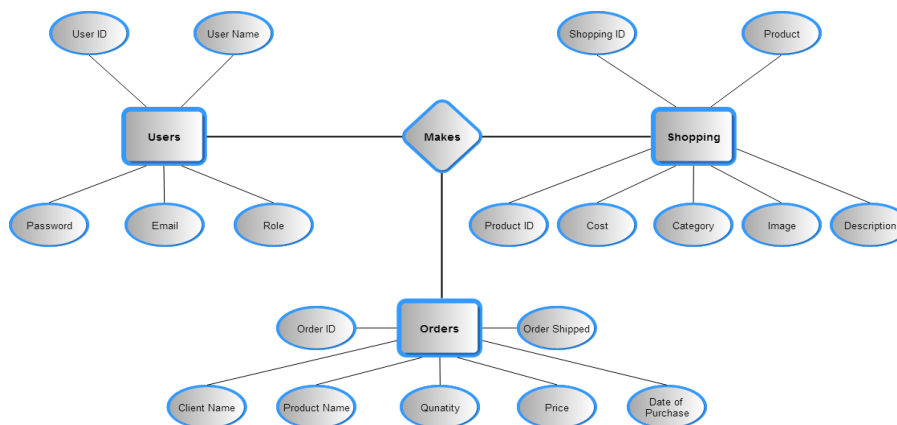 User ID
User Name
Shopping ID
Product
Users
Makes
Shopping
Password
Email
Role
Product ID
Cost
Category
Image
Description
Order ID
Orders
Order Shipped
Client Name
Product Name
Qunatity
Price
Date of
Purchase